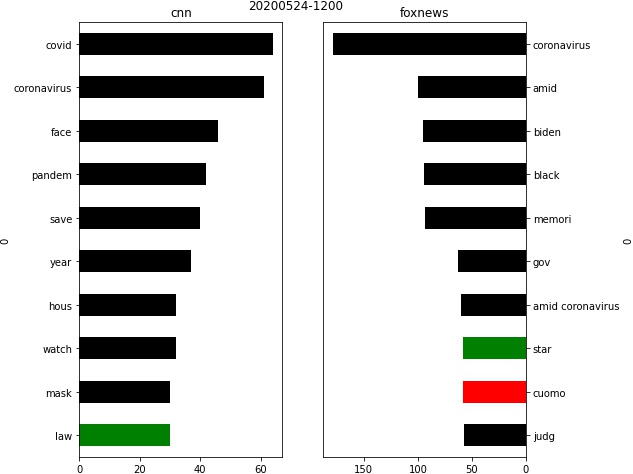 20200524-1200
cnn
foxnews
covid
coronavirus
face
pandem
save
year
hous
watch
mask
law
0
20
40
60
0
coronavirus
amid
biden
black
memori
gov
amid coronavirus
star
cuomo
judg
150
100
50
0
0